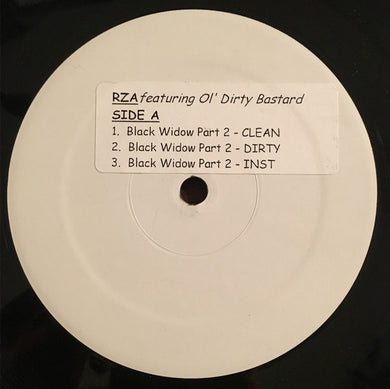 RZA featuring Ol' Dirty Bastard
SIDE A
1. Black Widow Part 2 - CLEAN
2. Black Widow Part 2 - DIRTY
3. Black Widow Part 2 - INST